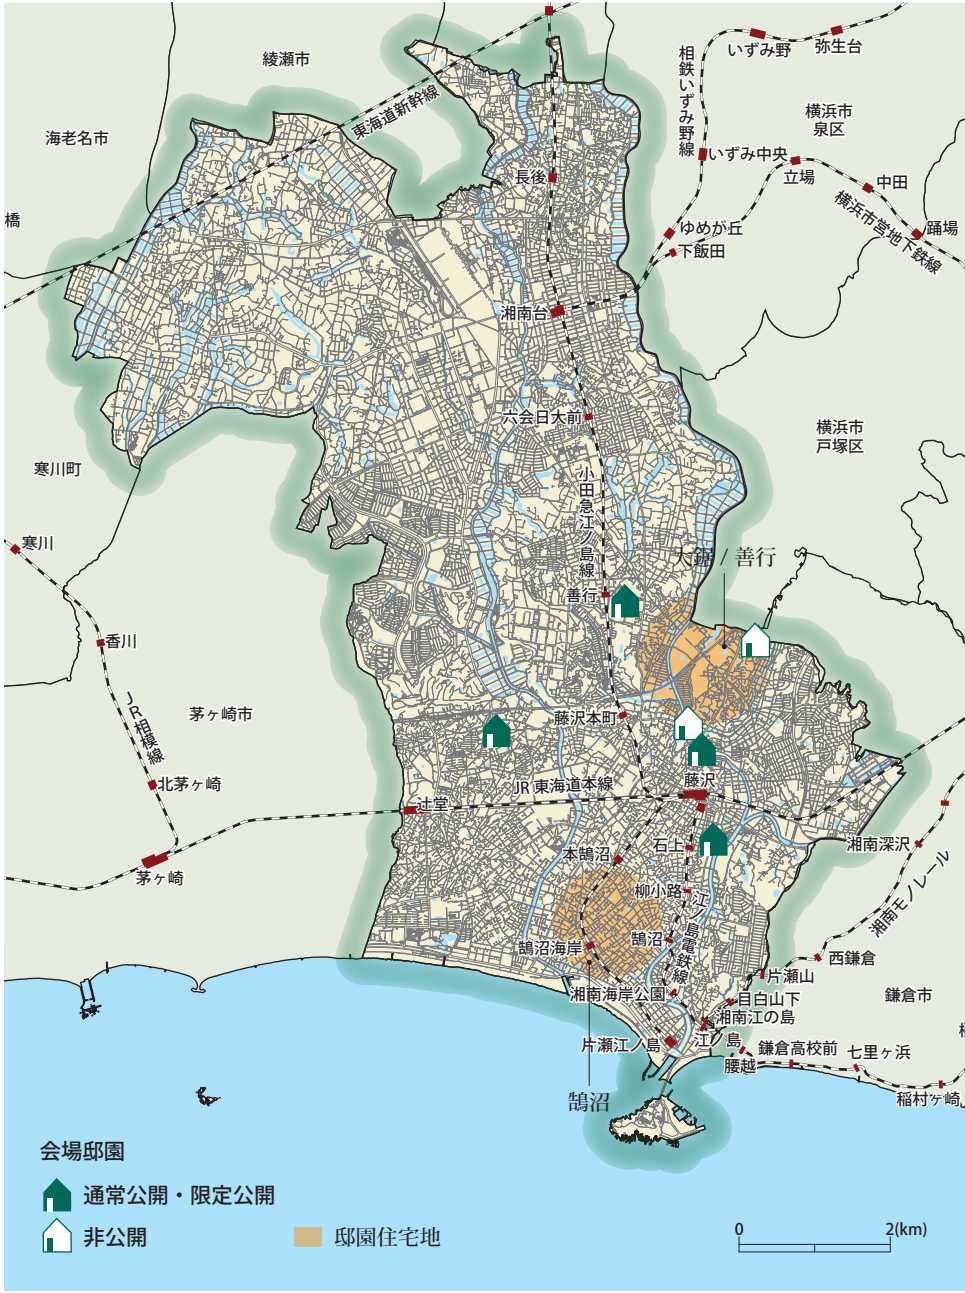 綾瀬市
海老名市
東海道新幹線
相鉄いずみ野線
いずみ野
弥生台
横浜市
泉区
いずみ中央
立場
中田
踊場
横浜市営地下鉄線
橋
長後
ゆめが丘
下飯田
湘南台
六会日大前
横浜市
戸塚区
寒川町
小田急江ノ島線
寒川
大鋸 / 善行
善行
香川
JR相模線
茅ヶ崎市
藤沢本町
北茅ヶ崎
JR 東海道本線
藤沢
辻堂
茅ヶ崎
石上
本鵠沼
湘南深沢
柳小路
湘南モノレール
江ノ島電鉄線
鵠沼
鵠沼海岸
西鎌倉
片瀬山
湘南海岸公園
目白山下
鎌倉市
湘南江の島
片瀬江ノ島
江ノ島
鎌倉高校前
七里ヶ浜
腰越
稲村ヶ崎
鵠沼
会場邸園
通常公開・限定公開
非公開
邸園住宅地
0
2(km)